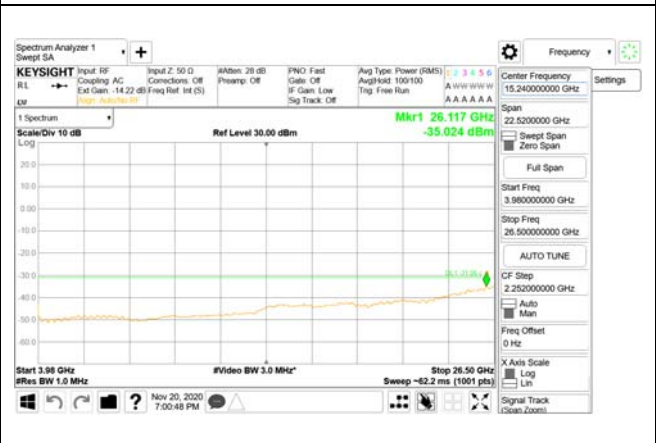 Spectrum Analyzer 1
Swept SA
Frequency
KEYSIGHT
RL
Input: RF
Coupling: AC
Ext Gain: -14.22 dB
Align: Auto/No RF
Input Z: 50 Ω
Corrections: Off
Freq Ref: Int (S)
#Atten: 28 dB
Preamp: Off
PNO: Fast
Gate: Off
IF Gain: Low
Sig Track: Off
Avg Type: Power (RMS)
Avg|Hold: 100/100
Trig: Free Run
1 2 3 4 5 6
A W W W W W
A A A A A A
1 Spectrum
Scale/Div 10 dB
Ref Level 30.00 dBm
Mkr1 26.117 GHz
-35.024 dBm
Log
20.0
10.0
0.00
-10.0
-20.0
-30.0
-40.0
-50.0
-60.0
Start 3.98 GHz
#Res BW 1.0 MHz
#Video BW 3.0 MHz*
Stop 26.50 GHz
Sweep ~62.2 ms (1001 pts)
Nov 20, 2020
7:00:48 PM
Center Frequency
15.240000000 GHz
Settings
Span
22.5200000 GHz
Swept Span
Zero Span
Full Span
Start Freq
3.980000000 GHz
Stop Freq
26.500000000 GHz
AUTO TUNE
CF Step
2.252000000 GHz
Auto
Man
Freq Offset
0 Hz
X Axis Scale
Log
Lin
Signal Track
(Span Zoom)